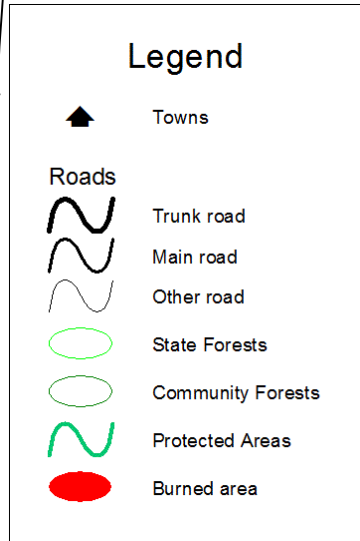 Legend
Towns
Roads
Trunk road
Main road
Other road
State Forests
Community Forests
Protected Areas
Burned area